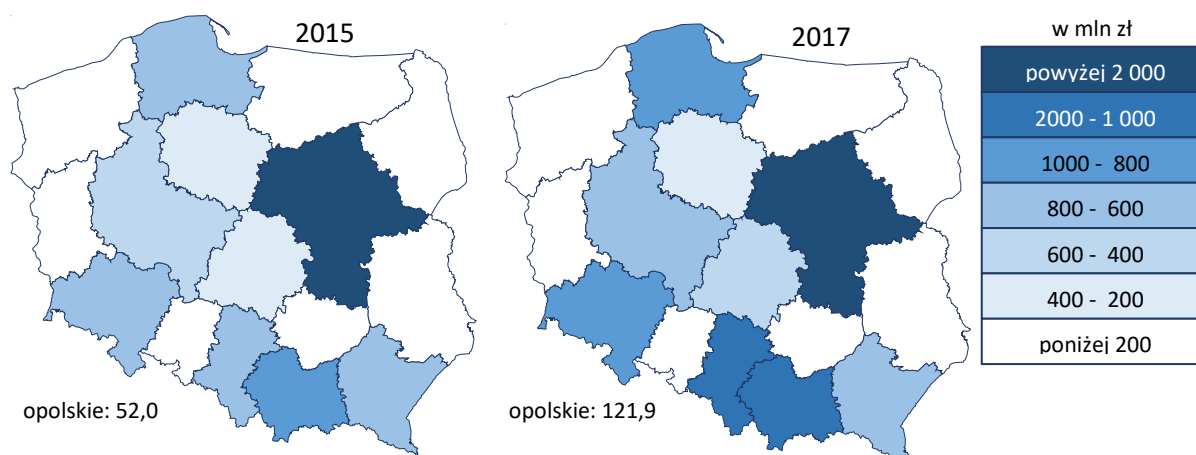 2015
2017
w mln zł
powyżej 2 000
2000 - 1 000
1000 - 800
800 - 600
600 - 400
400 - 200
poniżej 200
opolskie: 52,0
opolskie: 121,9